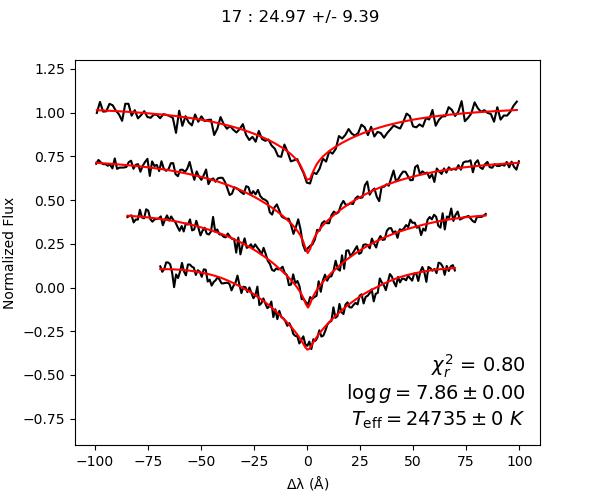 17 : 24.97 +/- 9.39
1.25
1.00
0.75
0.50
0.25
0.00
−0.25
−0.50
−0.75
Normalized Flux
χ²ᵣ = 0.80
log g = 7.86 ± 0.00
T_eff = 24735 ± 0 K
−100 −75 −50 −25 0 25 50 75 100
Δλ (Å)